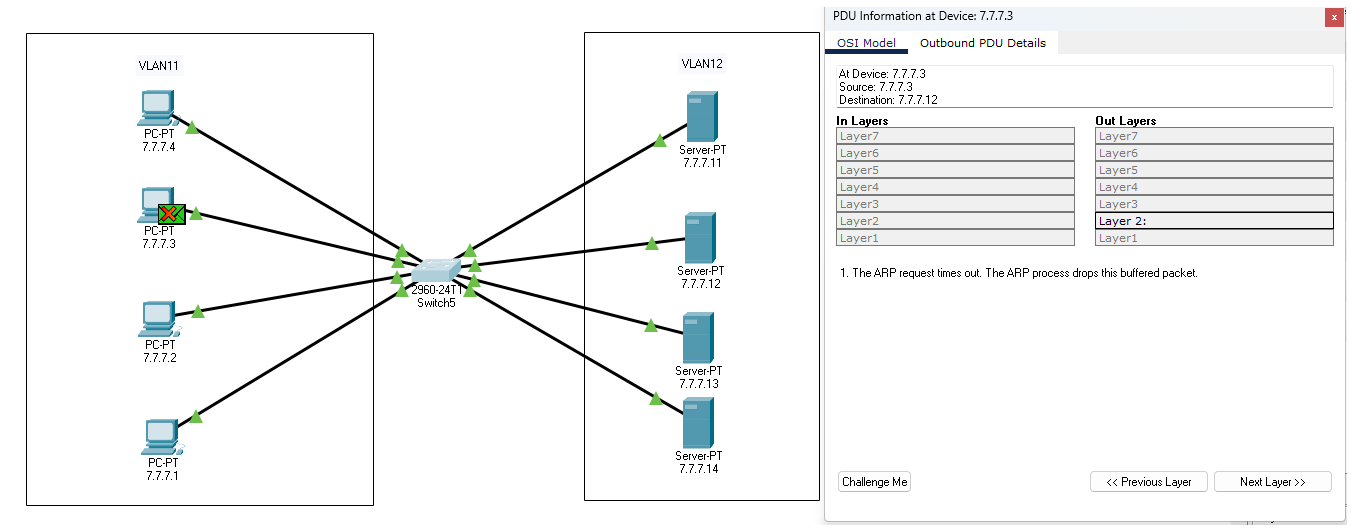 VLAN11
PC-PT
7.7.7.4
PC-PT
7.7.7.3
PC-PT
7.7.7.2
PC-PT
7.7.7.1
2960-24TT
Switch5
VLAN12
Server-PT
7.7.7.11
Server-PT
7.7.7.12
Server-PT
7.7.7.13
Server-PT
7.7.7.14
PDU Information at Device: 7.7.7.3
x
OSI Model Outbound PDU Details
At Device: 7.7.7.3
Source: 7.7.7.3
Destination: 7.7.7.12
In Layers
Layer7
Layer6
Layer5
Layer4
Layer3
Layer2
Layer1
Out Layers
Layer7
Layer6
Layer5
Layer4
Layer3
Layer 2:
Layer1
1. The ARP request times out. The ARP process drops this buffered packet.
Challenge Me << Previous Layer Next Layer >>